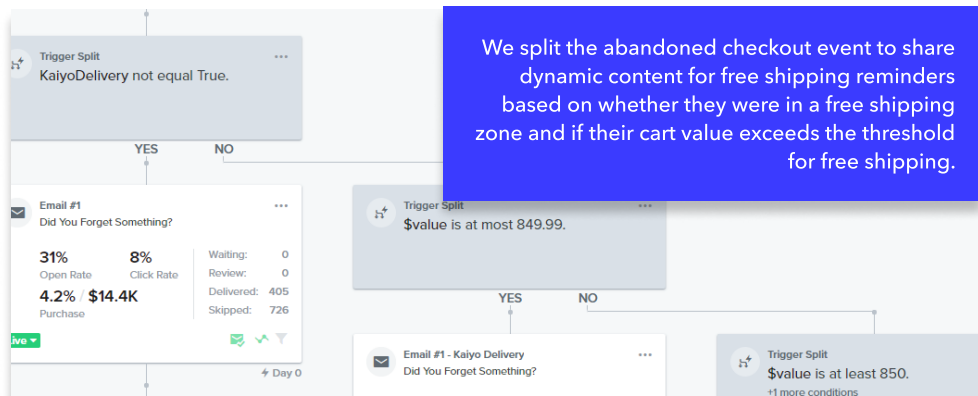 We split the abandoned checkout event to share
dynamic content for free shipping reminders
based on whether they were in a free shipping
zone and if their cart value exceeds the threshold
for free shipping.
Trigger Split
KaiyoDelivery not equal True.
YES NO
Email #1
Did You Forget Something?
31% 8%
Open Rate Click Rate
4.2% / $14.4K
Purchase
Waiting: 0
Review: 0
Delivered: 405
Skipped: 726
Live
Day 0
Trigger Split
$value is at most 849.99.
YES NO
Email #1 - Kaiyo Delivery
Did You Forget Something?
Trigger Split
$value is at least 850.
+1 more conditions